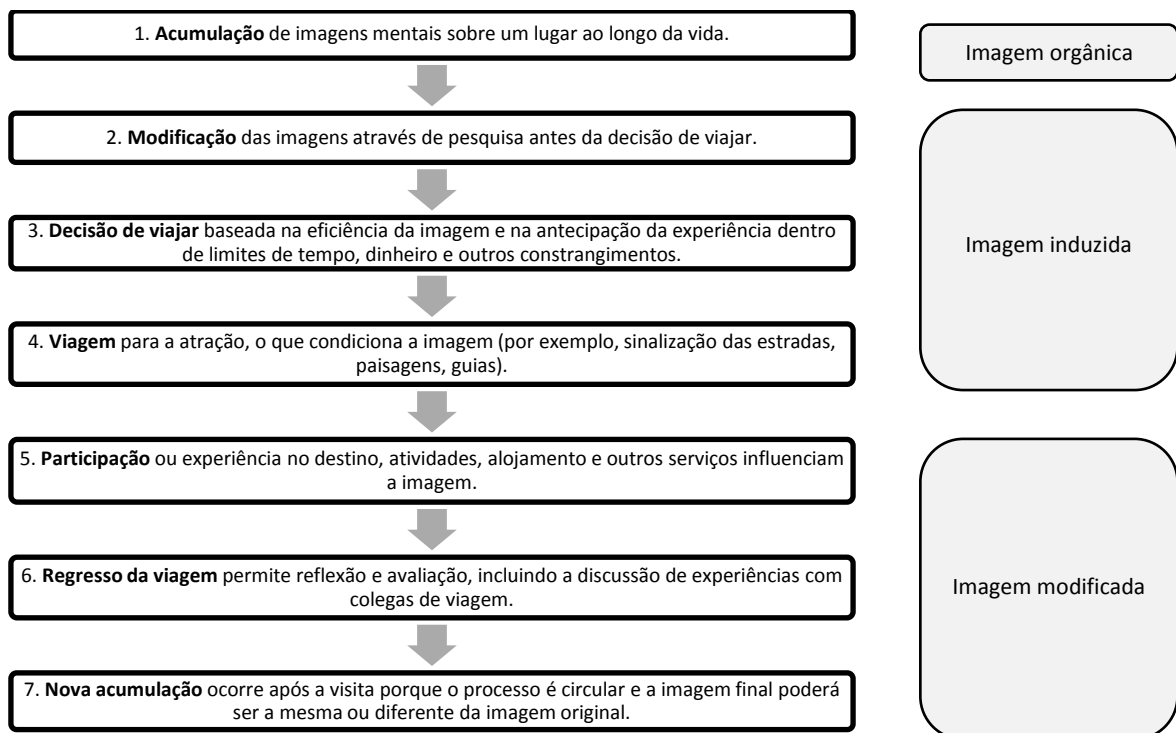 1. Acumulação de imagens mentais sobre um lugar ao longo da vida.
Imagem orgânica
2. Modificação das imagens através de pesquisa antes da decisão de viajar.
3. Decisão de viajar baseada na eficiência da imagem e na antecipação da experiência dentro
de limites de tempo, dinheiro e outros constrangimentos.
Imagem induzida
4. Viagem para a atração, o que condiciona a imagem (por exemplo, sinalização das estradas,
paisagens, guias).
5. Participação ou experiência no destino, atividades, alojamento e outros serviços influenciam
a imagem.
6. Regresso da viagem permite reflexão e avaliação, incluindo a discussão de experiências com
colegas de viagem.
Imagem modificada
7. Nova acumulação ocorre após a visita porque o processo é circular e a imagem final poderá
ser a mesma ou diferente da imagem original.